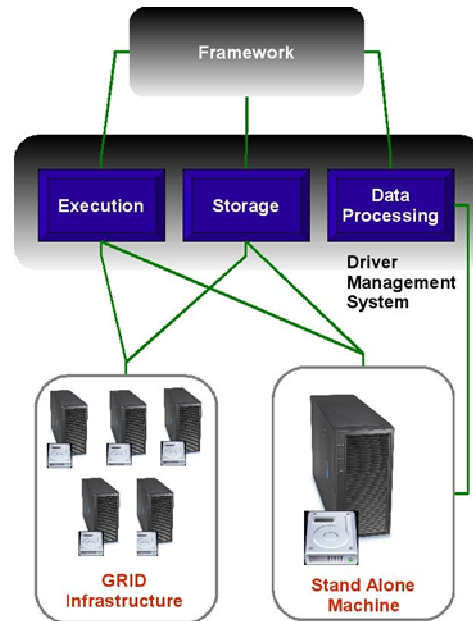 Framework
Execution
Storage
Data
Processing
Driver
Management
System
GRID
Infrastructure
Stand Alone
Machine